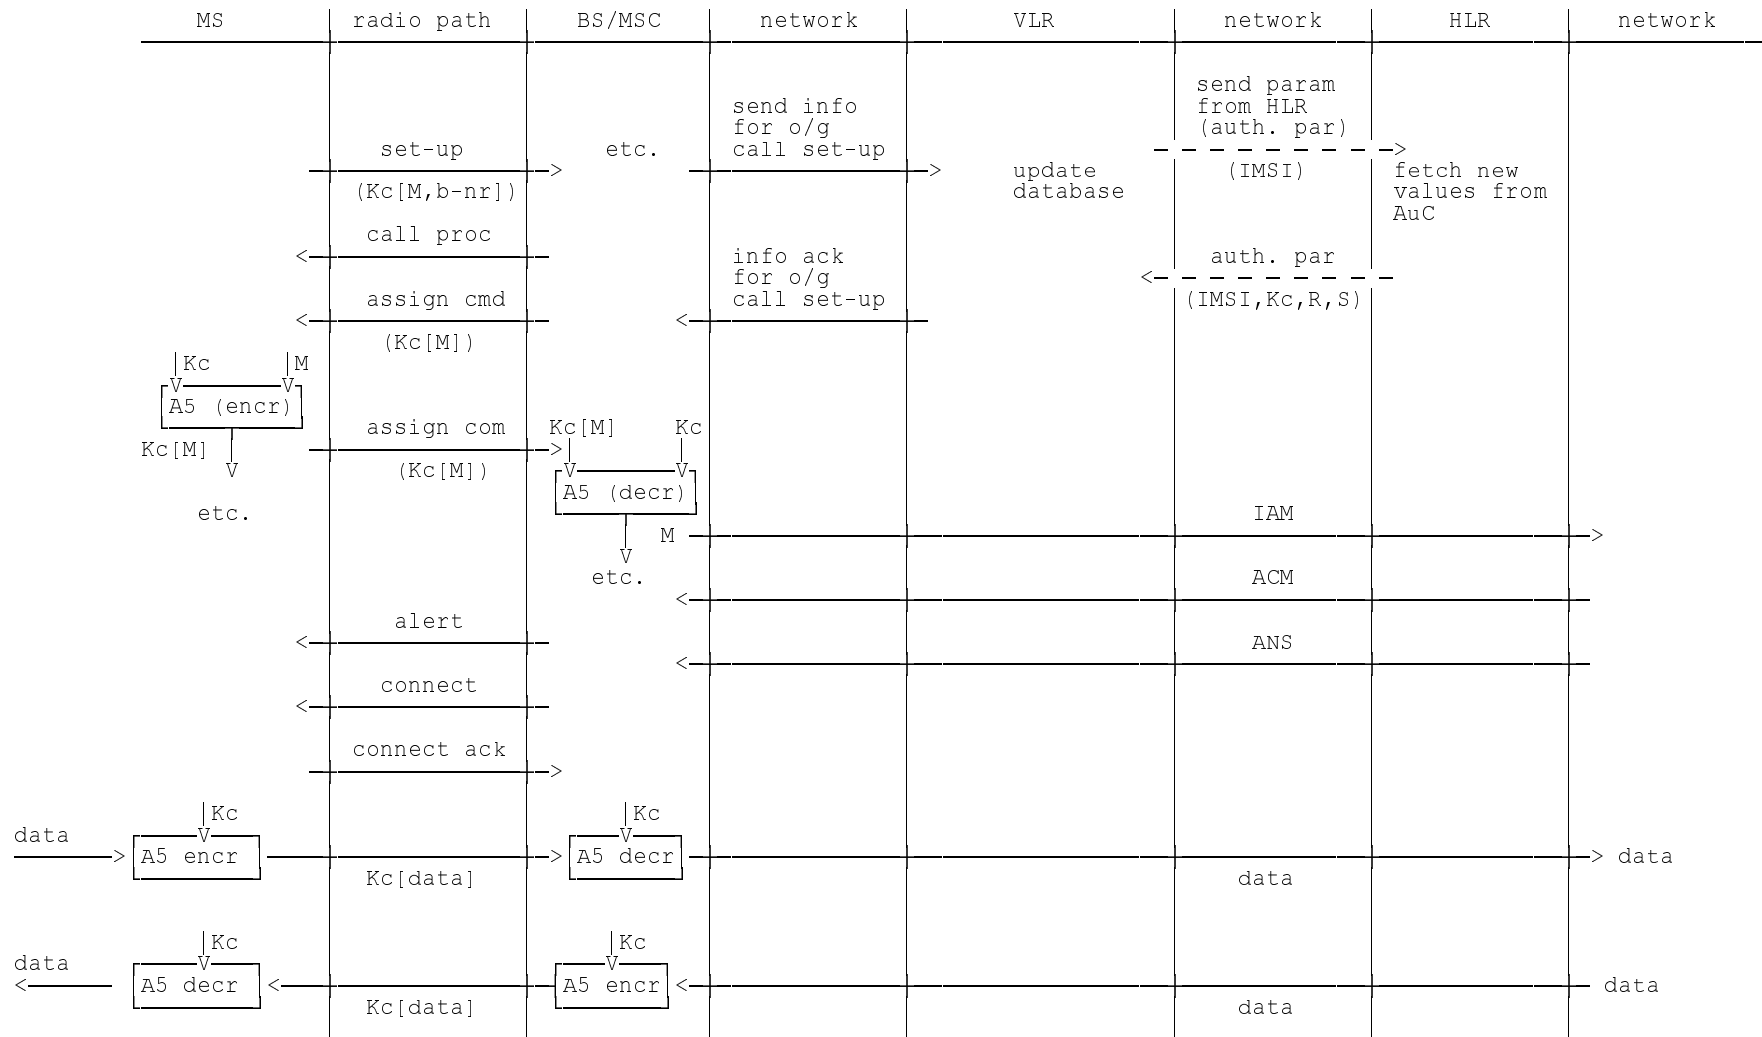 MS radio path BS/MSC network VLR network HLR network
send param
send info from HLR
for o/g (auth. par)
set-up etc. call set-up
update (IMSI) fetch new
(Kc[M,b-nr]) database values from
AuC
call proc
info ack auth. par
for o/g
assign cmd call set-up (IMSI,Kc,R,S)
(Kc[M])
Kc M
A5 (encr)
assign com Kc[M] Kc
Kc[M]
V (Kc[M])
A5 (decr)
etc. IAM
M
V
etc. ACM
alert
ANS
connect
connect ack
Kc Kc
data
A5 encr A5 decr data
Kc[data] data
Kc Kc
data
A5 decr A5 encr data
Kc[data] data